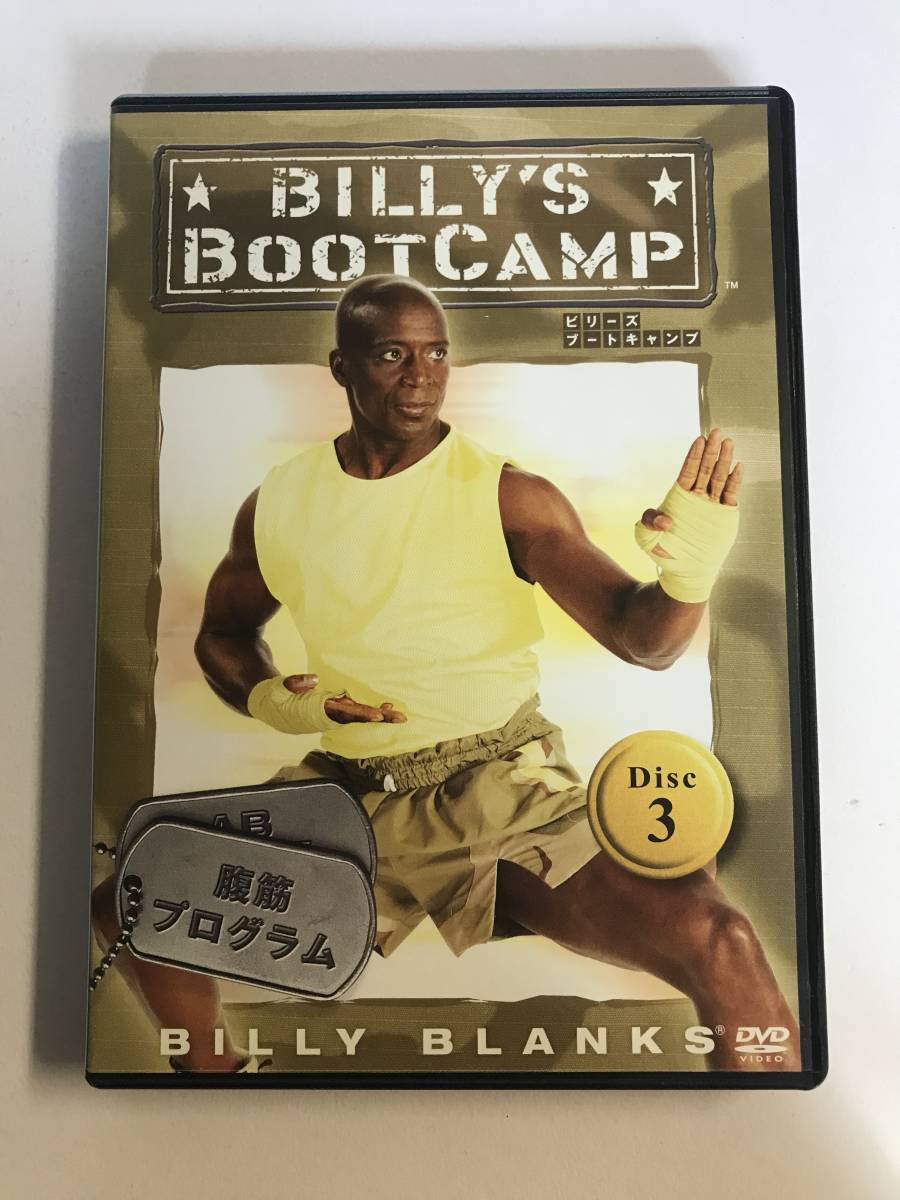 BILLY'S
BOOTCAMP
TM
ビリーズ
ブートキャンプ
Disc
3
AB
腹筋
プログラム
BILLY BLANKS®
DVD
VIDEO